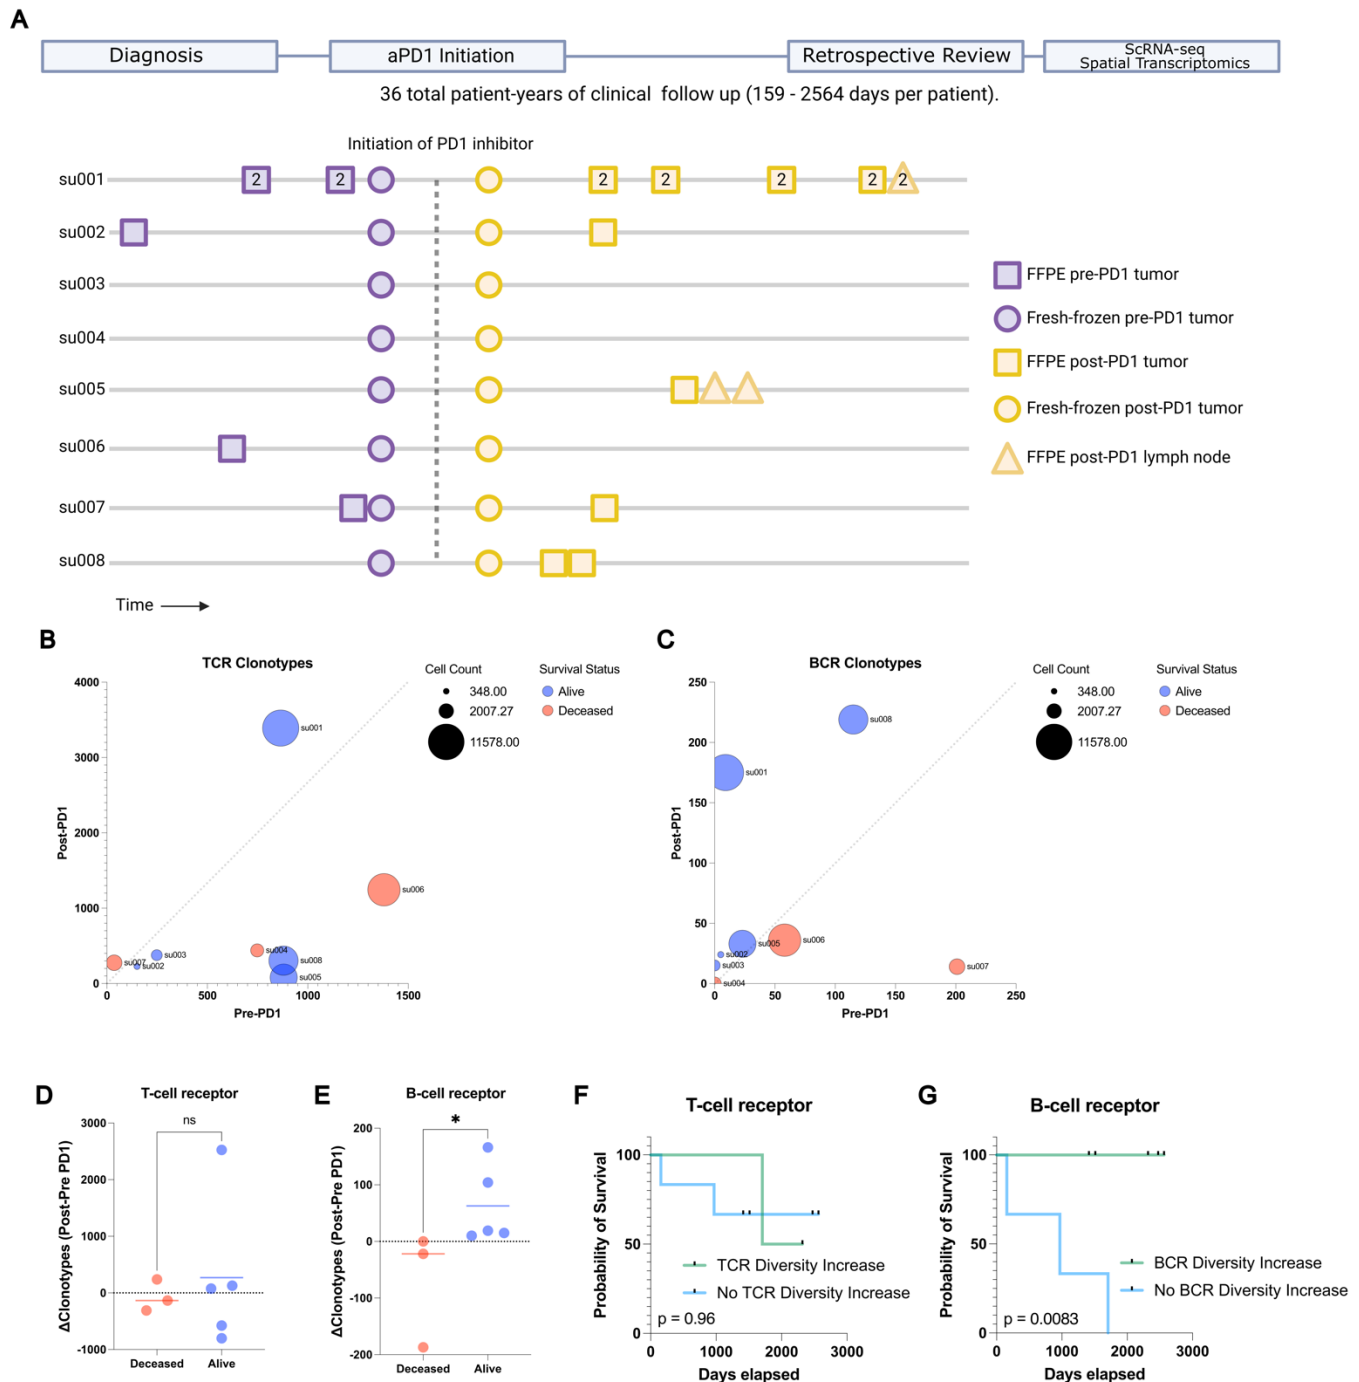 A
Diagnosis
aPD1 Initiation
Retrospective Review
ScRNA-seq
Spatial Transcriptomics
36 total patient-years of clinical follow up (159 - 2564 days per patient).
Initiation of PD1 inhibitor
su001
2
2
2
2
2
2
2
su002
su003
su004
su005
su006
su007
su008
Time
FFPE pre-PD1 tumor
Fresh-frozen pre-PD1 tumor
FFPE post-PD1 tumor
Fresh-frozen post-PD1 tumor
FFPE post-PD1 lymph node
B
TCR Clonotypes
Post-PD1
4000
3000
2000
1000
0
0
500
1000
1500
Pre-PD1
su001
su006
su004
su003
su007
su002
su008
su005
Cell Count
348.00
2007.27
11578.00
Survival Status
Alive
Deceased
C
BCR Clonotypes
Post-PD1
250
200
150
100
50
0
0
50
100
150
200
250
Pre-PD1
su008
su001
su005
su006
su002
su003
su004
su007
Cell Count
348.00
2007.27
11578.00
Survival Status
Alive
Deceased
D
T-cell receptor
ns
ΔClonotypes (Post-Pre PD1)
3000
2000
1000
0
-1000
Deceased
Alive
E
B-cell receptor
*
ΔClonotypes (Post-Pre PD1)
200
100
0
-100
-200
Deceased
Alive
F
T-cell receptor
Probability of Survival
100
50
0
TCR Diversity Increase
No TCR Diversity Increase
p = 0.96
0
1000
2000
3000
Days elapsed
G
B-cell receptor
Probability of Survival
100
50
0
BCR Diversity Increase
No BCR Diversity Increase
p = 0.0083
0
1000
2000
3000
Days elapsed